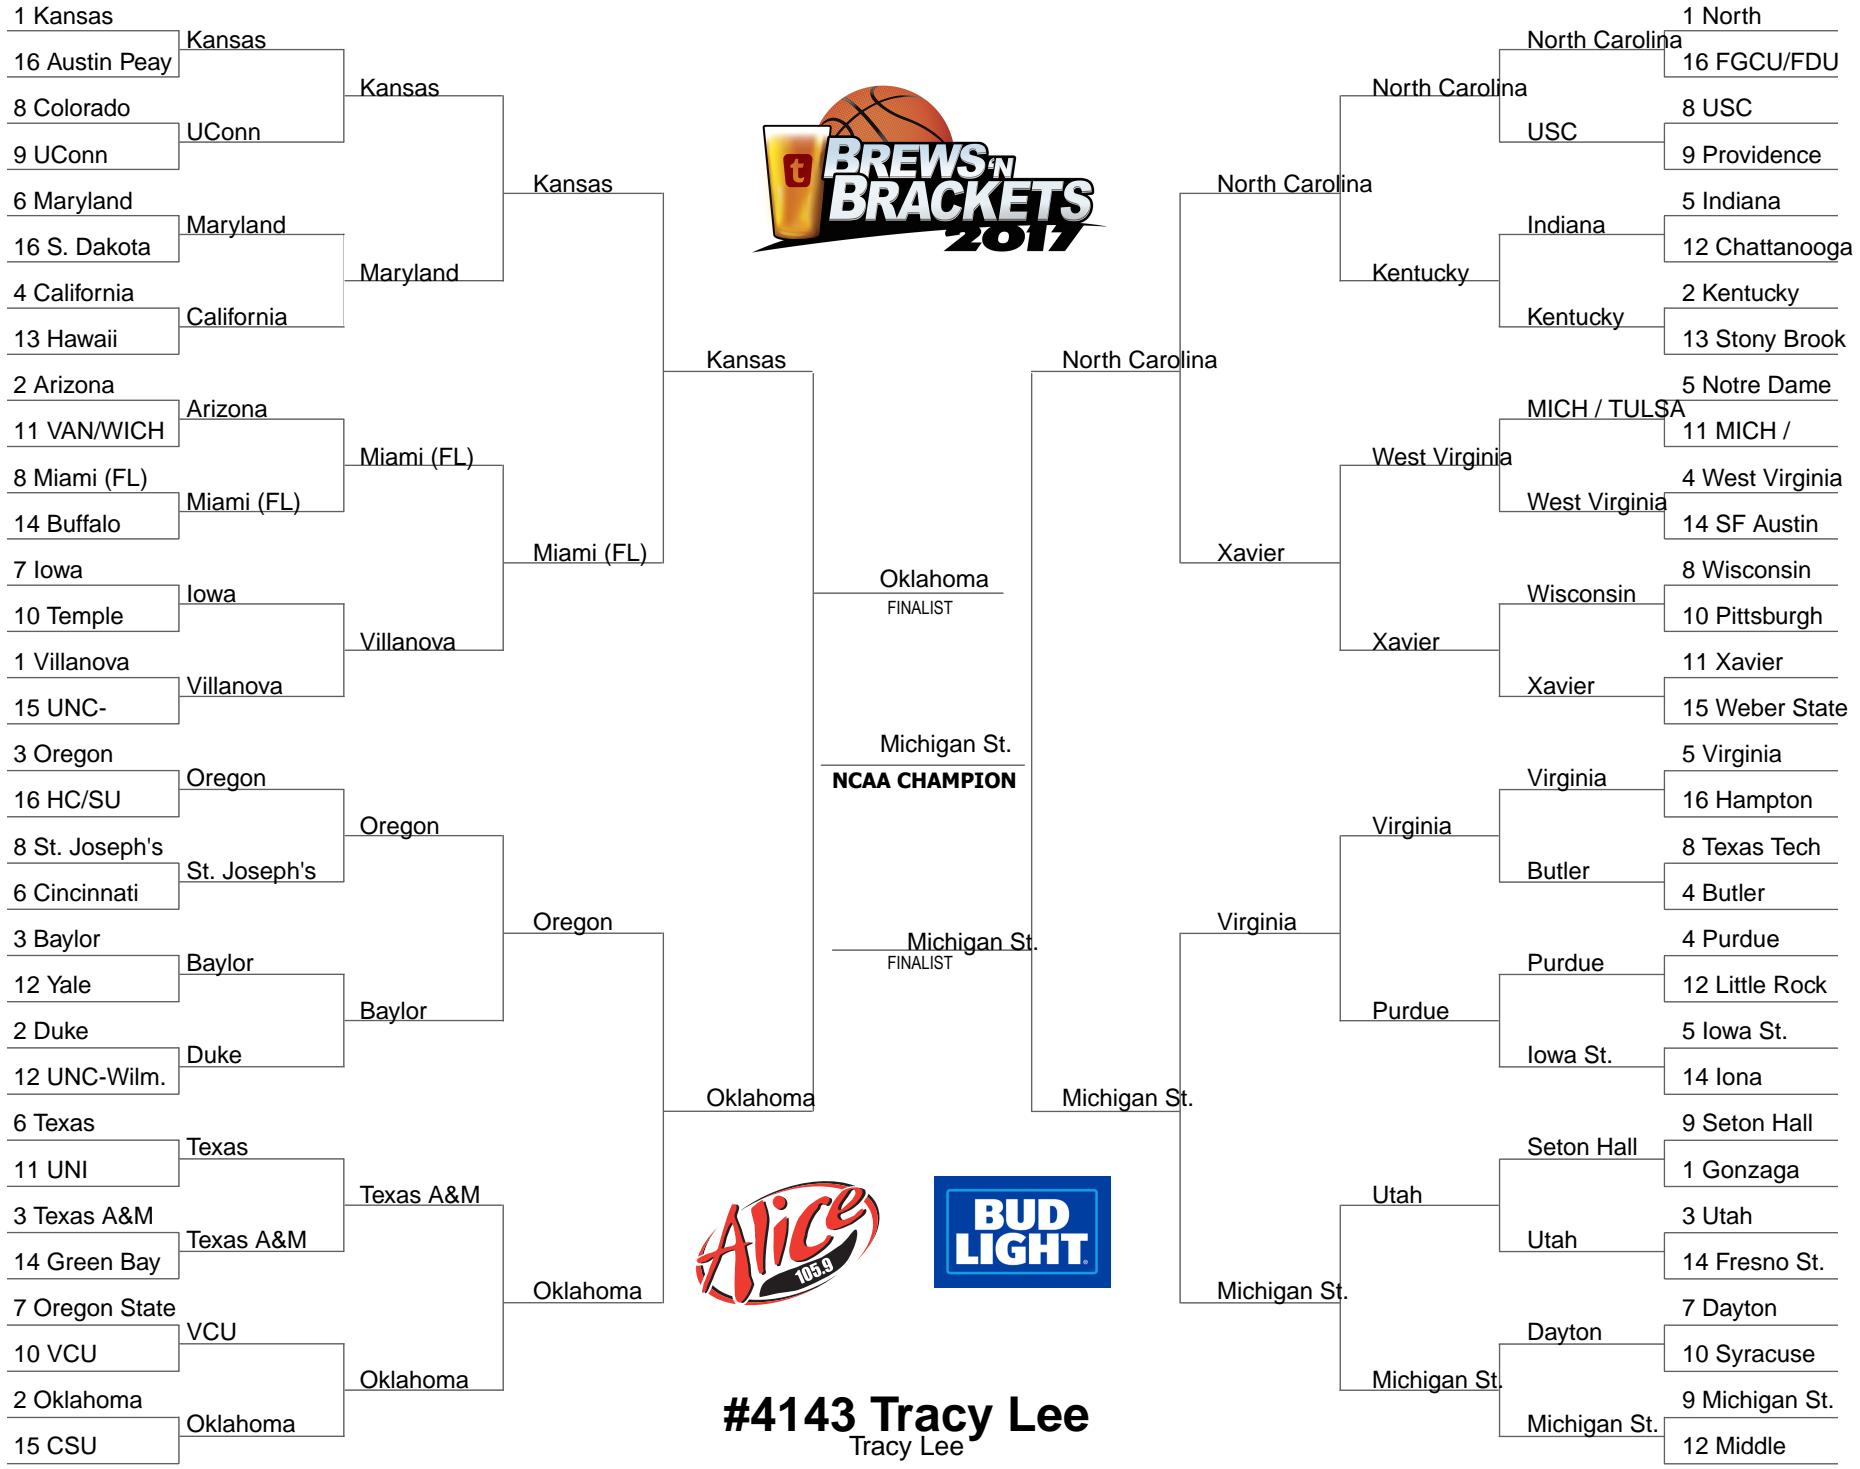 1 Kansas
16 Austin Peay
8 Colorado
9 UConn
6 Maryland
16 S. Dakota
4 California
13 Hawaii
2 Arizona
11 VAN/WICH
8 Miami (FL)
14 Buffalo
7 Iowa
10 Temple
1 Villanova
15 UNC-
3 Oregon
16 HC/SU
8 St. Joseph's
6 Cincinnati
3 Baylor
12 Yale
2 Duke
12 UNC-Wilm.
6 Texas
11 UNI
3 Texas A&M
14 Green Bay
7 Oregon State
10 VCU
2 Oklahoma
15 CSU
Kansas
UConn
Maryland
California
Arizona
Miami (FL)
Iowa
Villanova
Oregon
St. Joseph's
Baylor
Duke
Texas
Texas A&M
VCU
Oklahoma
Kansas
Maryland
Miami (FL)
Villanova
Oregon
Baylor
Texas A&M
Oklahoma
Kansas
Miami (FL)
Oregon
Oklahoma
Kansas
Oklahoma
t
BREWS 'N
BRACKETS
2017
Oklahoma
FINALIST
Michigan St.
NCAA CHAMPION
Michigan St.
FINALIST
Alice
105.9
BUD
LIGHT
#4143 Tracy Lee
Tracy Lee
North Carolina
Michigan St.
North Carolina
Xavier
Virginia
Michigan St.
North Carolina
Kentucky
West Virginia
Xavier
Virginia
Purdue
Utah
Michigan St.
North Carolina
USC
Indiana
Kentucky
MICH / TULSA
West Virginia
Wisconsin
Xavier
Virginia
Butler
Purdue
Iowa St.
Seton Hall
Utah
Dayton
Michigan St.
1 North
16 FGCU/FDU
8 USC
9 Providence
5 Indiana
12 Chattanooga
2 Kentucky
13 Stony Brook
5 Notre Dame
11 MICH /
4 West Virginia
14 SF Austin
8 Wisconsin
10 Pittsburgh
11 Xavier
15 Weber State
5 Virginia
16 Hampton
8 Texas Tech
4 Butler
4 Purdue
12 Little Rock
5 Iowa St.
14 Iona
9 Seton Hall
1 Gonzaga
3 Utah
14 Fresno St.
7 Dayton
10 Syracuse
9 Michigan St.
12 Middle